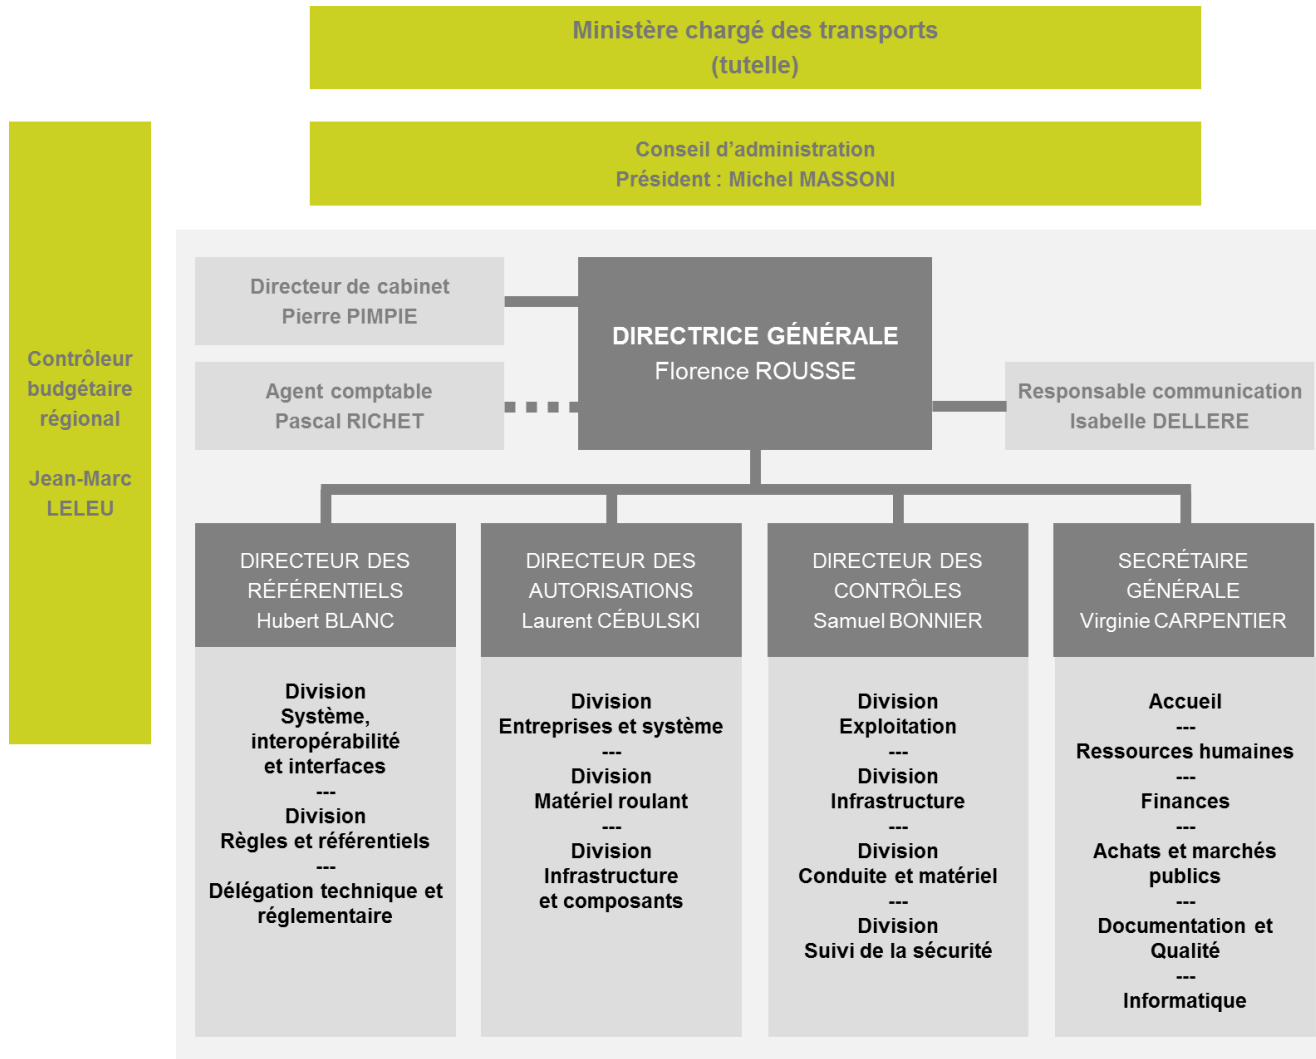 Ministère chargé des transports
(tutelle)
Conseil d’administration
Président : Michel MASSONI
Contrôleur
budgétaire
régional
Jean-Marc
LELEU
Directeur de cabinet
Pierre PIMPIE
Agent comptable
Pascal RICHET
DIRECTRICE GÉNÉRALE
Florence ROUSSE
Responsable communication
Isabelle DELLERE
DIRECTEUR DES
RÉFÉRENTIELS
Hubert BLANC
Division
Système,
interopérabilité
et interfaces
---
Division
Règles et référentiels
---
Délégation technique et
réglementaire
DIRECTEUR DES
AUTORISATIONS
Laurent CÉBULSKI
Division
Entreprises et système
---
Division
Matériel roulant
---
Division
Infrastructure
et composants
DIRECTEUR DES
CONTRÔLES
Samuel BONNIER
Division
Exploitation
---
Division
Infrastructure
---
Division
Conduite et matériel
---
Division
Suivi de la sécurité
SECRÉTAIRE
GÉNÉRALE
Virginie CARPENTIER
Accueil
---
Ressources humaines
---
Finances
---
Achats et marchés
publics
---
Documentation et
Qualité
---
Informatique